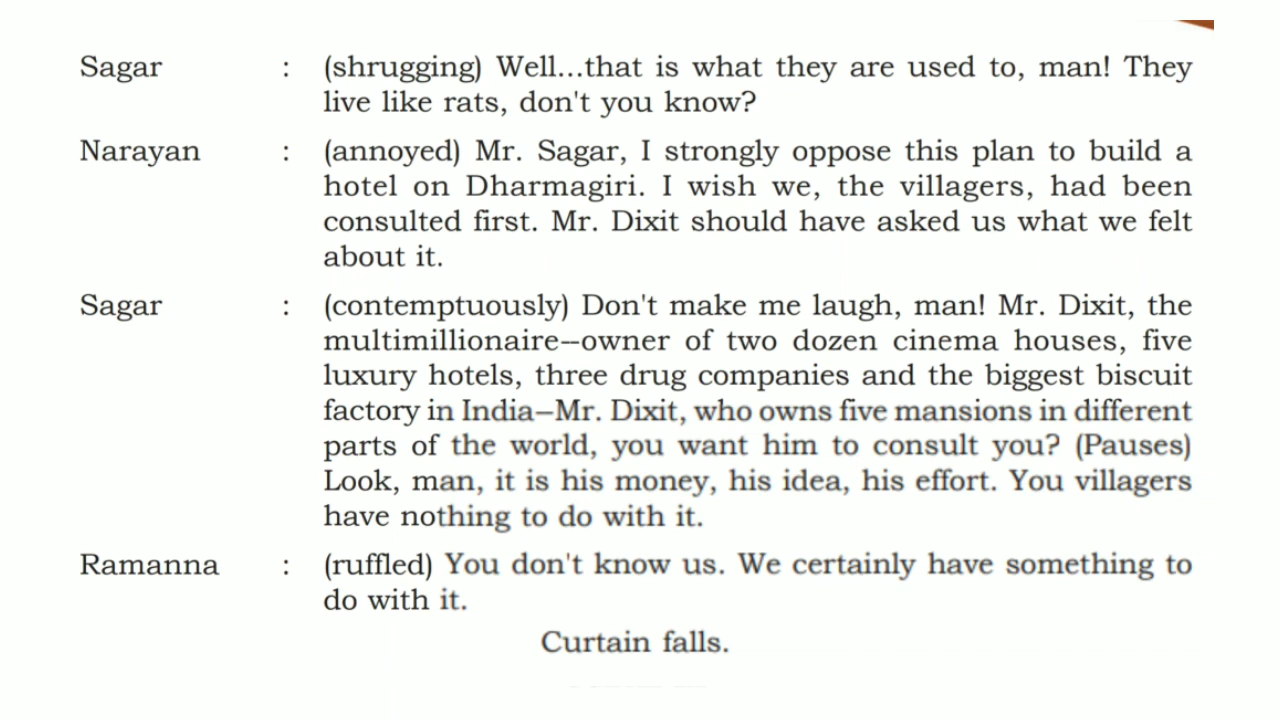 Sagar : (shrugging) Well...that is what they are used to, man! They
live like rats, don't you know?
Narayan : (annoyed) Mr. Sagar, I strongly oppose this plan to build a
hotel on Dharmagiri. I wish we, the villagers, had been
consulted first. Mr. Dixit should have asked us what we felt
about it.
Sagar : (contemptuously) Don't make me laugh, man! Mr. Dixit, the
multimillionaire--owner of two dozen cinema houses, five
luxury hotels, three drug companies and the biggest biscuit
factory in India–Mr. Dixit, who owns five mansions in different
parts of the world, you want him to consult you? (Pauses)
Look, man, it is his money, his idea, his effort. You villagers
have nothing to do with it.
Ramanna : (ruffled) You don't know us. We certainly have something to
do with it.
Curtain falls.